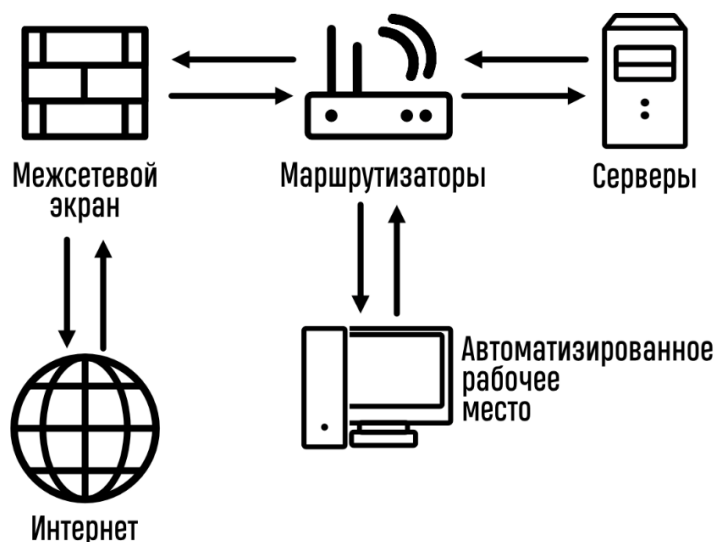 Межсетевой
экран
Маршрутизаторы
Серверы
Автоматизированное
рабочее
место
Интернет